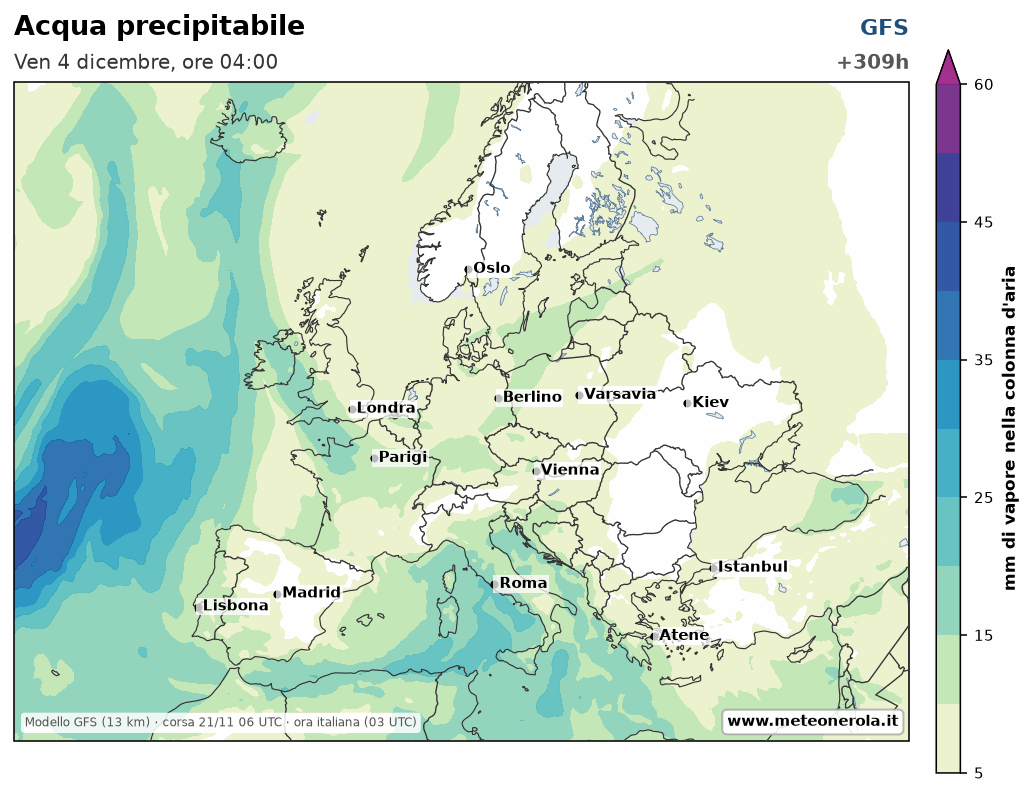 Acqua precipitabile
GFS
Ven 4 dicembre, ore 04:00
+309h
60
45
35
25
15
5
mm di vapore nella colonna d'aria
Oslo
Londra
Berlino
Varsavia
Kiev
Parigi
Vienna
Istanbul
Roma
Madrid
Lisbona
Atene
Modello GFS (13 km) · corsa 21/11 06 UTC · ora italiana (03 UTC)
www.meteonerola.it